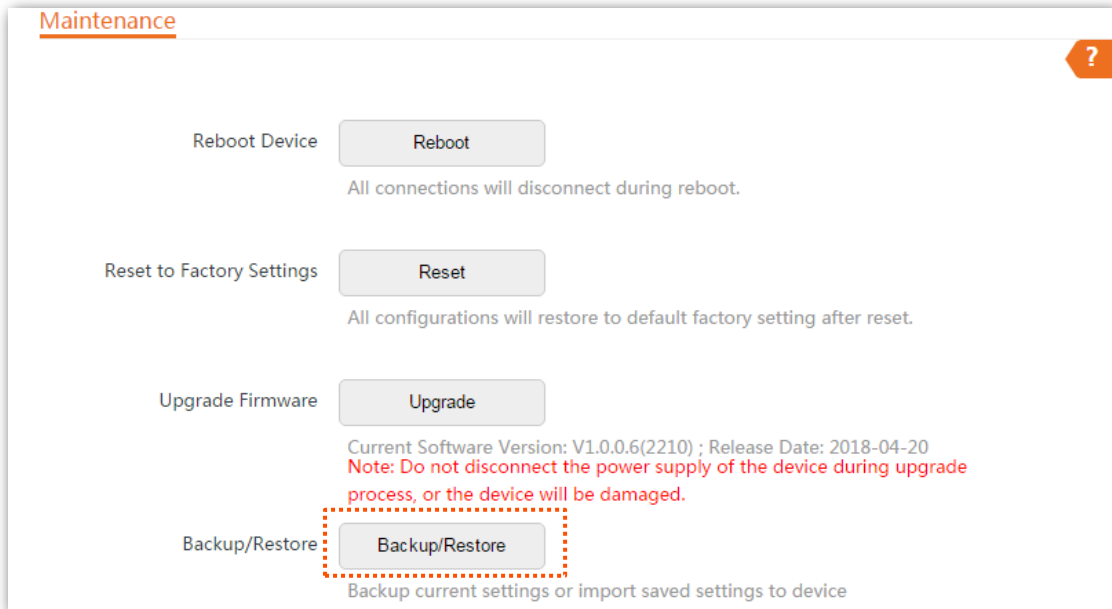 Maintenance
?
Reboot Device
Reboot
All connections will disconnect during reboot.
Reset to Factory Settings
Reset
All configurations will restore to default factory setting after reset.
Upgrade Firmware
Upgrade
Current Software Version: V1.0.0.6(2210) ; Release Date: 2018-04-20
Note: Do not disconnect the power supply of the device during upgrade
process, or the device will be damaged.
Backup/Restore
Backup/Restore
Backup current settings or import saved settings to device